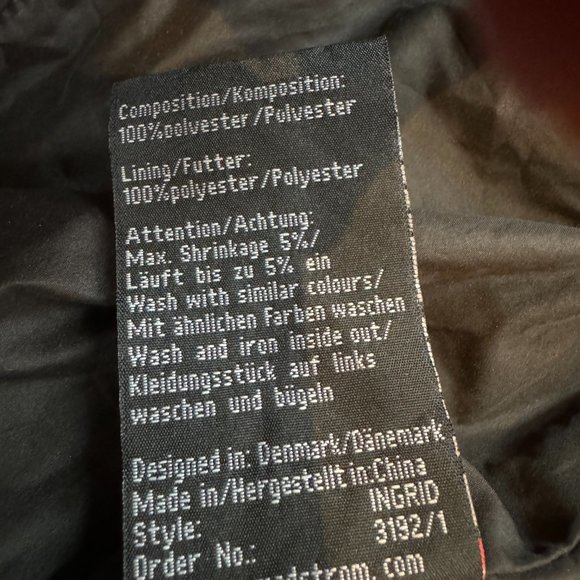 Composition/Komposition:
100%polyester/Polyester
Lining/Futter:
100%polyester/Polyester
Attention/Achtung:
Max. Shrinkage 5%/
Läuft bis zu 5% ein
Wash with similar colours/
Mit ähnlichen Farben waschen
Wash and iron inside out/
Kleidungsstück auf links
waschen und bügeln
Designed in: Denmark/Dänemark
Made in/Hergestellt in:China
Style: INGRID
Order No.: 3192/1